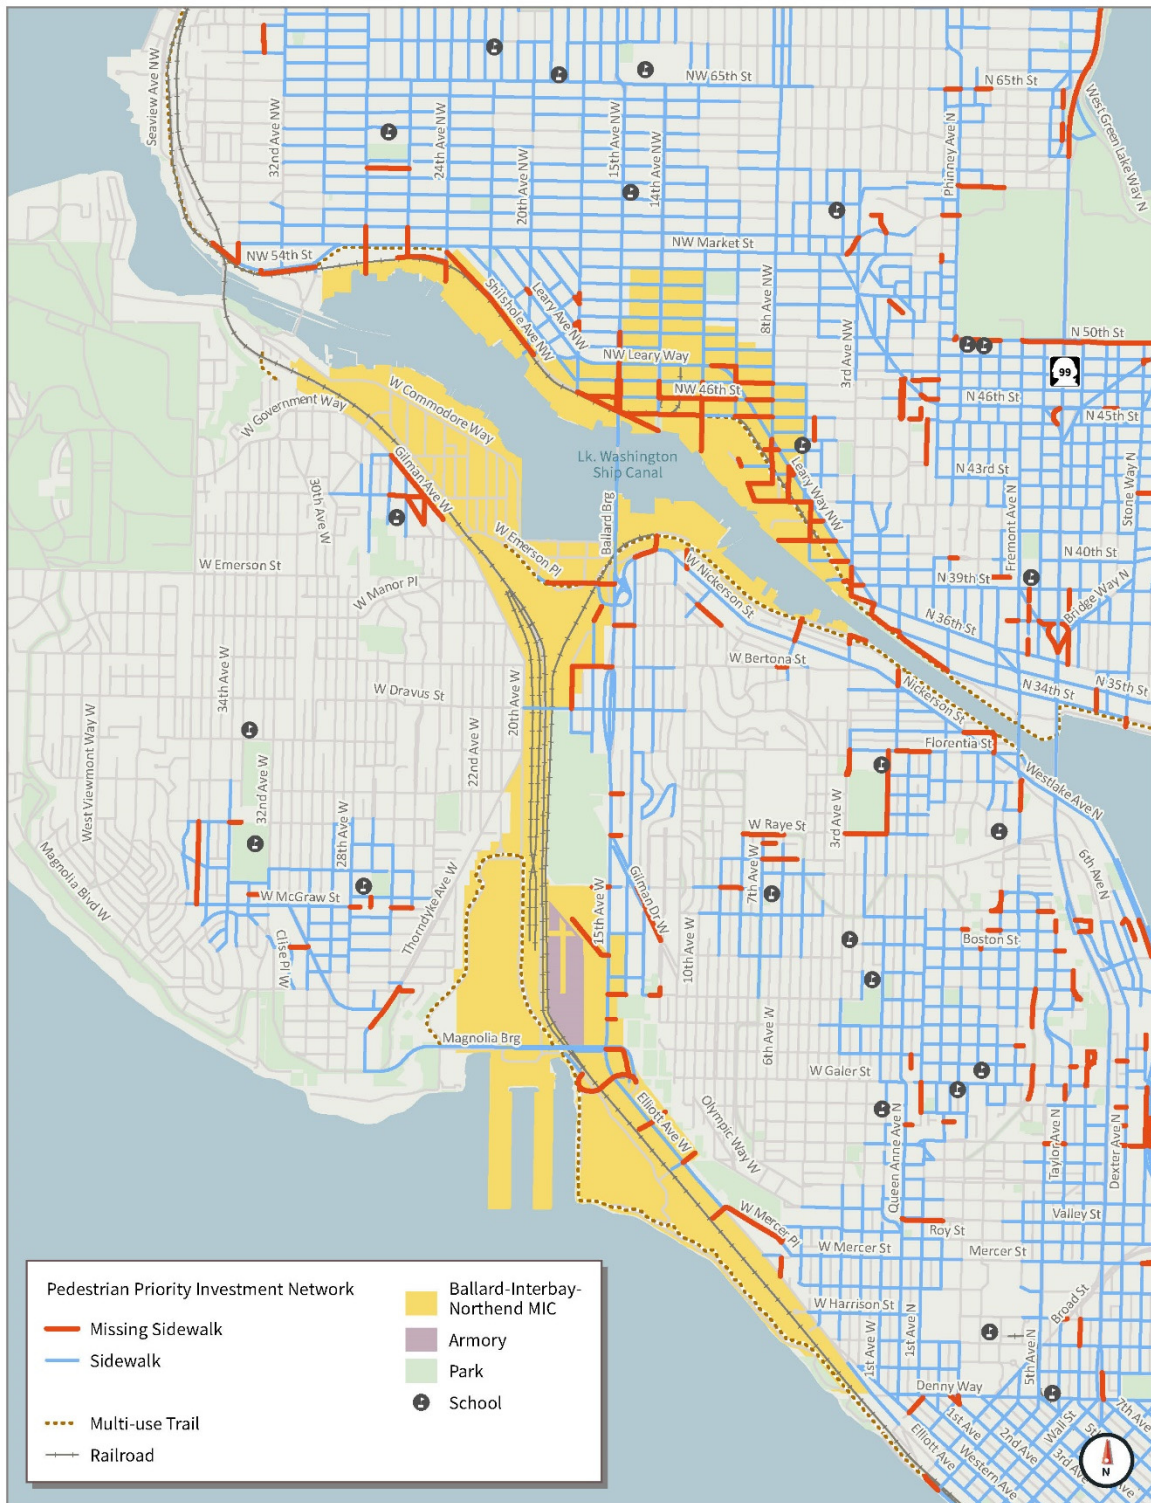 Seaview Ave NW
32nd Ave NW
24th Ave NW
20th Ave NW
15th Ave NW
14th Ave NW
NW 65th St
N 65th St
Phinney Ave N
West Green Lake Way N
NW Market St
NW 54th St
Shilshole Ave NW
Leary Ave NW
8th Ave NW
3rd Ave NW
N 50th St
99
NW Leary Way
NW 46th St
N 46th St
N 45th St
W Government Way
W Commodore Way
Gilman Ave W
30th Ave W
Lk. Washington
Ship Canal
Ballard Brg
Leary Way NW
N 43rd St
Fremont Ave N
Stone Way N
W Emerson Pl
W Emerson St
W Manor Pl
W Nickerson St
N 40th St
N 39th St
Bridge Way N
N 36th St
34th Ave W
W Dravus St
20th Ave W
22nd Ave W
W Bertona St
Nickerson St
N 34th St
N 35th St
Florentia St
Westlake Ave N
West Viewmont Way W
32nd Ave W
28th Ave W
Magnolia Blvd W
W McGraw St
Clise Pl W
Thorndyke Ave W
15th Ave W
Gilman Dr W
10th Ave W
W Raye St
7th Ave W
3rd Ave W
6th Ave N
Boston St
6th Ave W
Magnolia Brg
W Galer St
Elliott Ave W
Olympic Way W
Queen Anne Ave N
Taylor Ave N
Dexter Ave N
W Mercer Pl
W Mercer St
Roy St
Valley St
Mercer St
W Harrison St
1st Ave W
1st Ave N
5th Ave N
Broad St
Denny Way
Elliott Ave
Western Ave
1st Ave
2nd Ave
3rd Ave
Wall St
7th Ave
N
Pedestrian Priority Investment Network
Missing Sidewalk
Sidewalk
Multi-use Trail
Railroad
Ballard-Interbay-
Northend MIC
Armory
Park
School